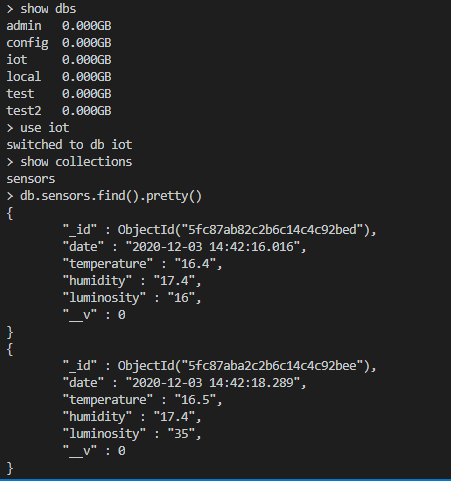 > show dbs
admin   0.000GB
config  0.000GB
iot     0.000GB
local   0.000GB
test    0.000GB
test2   0.000GB
> use iot
switched to db iot
> show collections
sensors
> db.sensors.find().pretty()
{
        "_id" : ObjectId("5fc87ab82c2b6c14c4c92bed"),
        "date" : "2020-12-03 14:42:16.016",
        "temperature" : "16.4",
        "humidity" : "17.4",
        "luminosity" : "16",
        "__v" : 0
}
{
        "_id" : ObjectId("5fc87aba2c2b6c14c4c92bee"),
        "date" : "2020-12-03 14:42:18.289",
        "temperature" : "16.5",
        "humidity" : "17.4",
        "luminosity" : "35",
        "__v" : 0
}